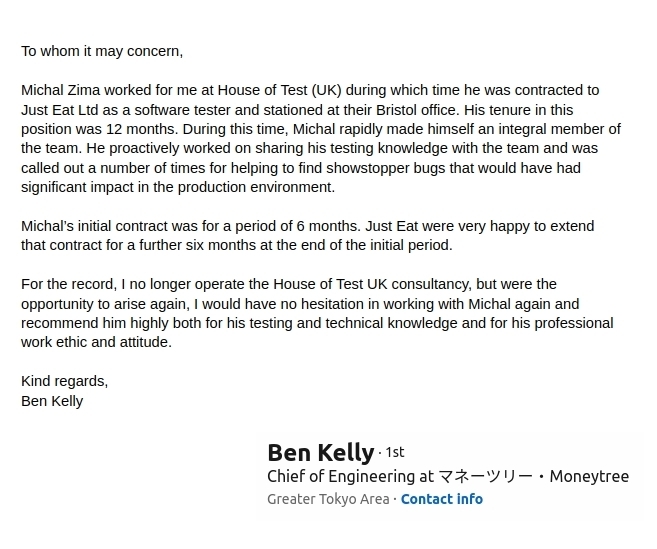 To whom it may concern,
Michal Zima worked for me at House of Test (UK) during which time he was contracted to
Just Eat Ltd as a software tester and stationed at their Bristol office. His tenure in this
position was 12 months. During this time, Michal rapidly made himself an integral member of
the team. He proactively worked on sharing his testing knowledge with the team and was
called out a number of times for helping to find showstopper bugs that would have had
significant impact in the production environment.
Michal’s initial contract was for a period of 6 months. Just Eat were very happy to extend
that contract for a further six months at the end of the initial period.
For the record, I no longer operate the House of Test UK consultancy, but were the
opportunity to arise again, I would have no hesitation in working with Michal again and
recommend him highly both for his testing and technical knowledge and for his professional
work ethic and attitude.
Kind regards,
Ben Kelly
Ben Kelly · 1st
Chief of Engineering at マネーツリー・Moneytree
Greater Tokyo Area · Contact info